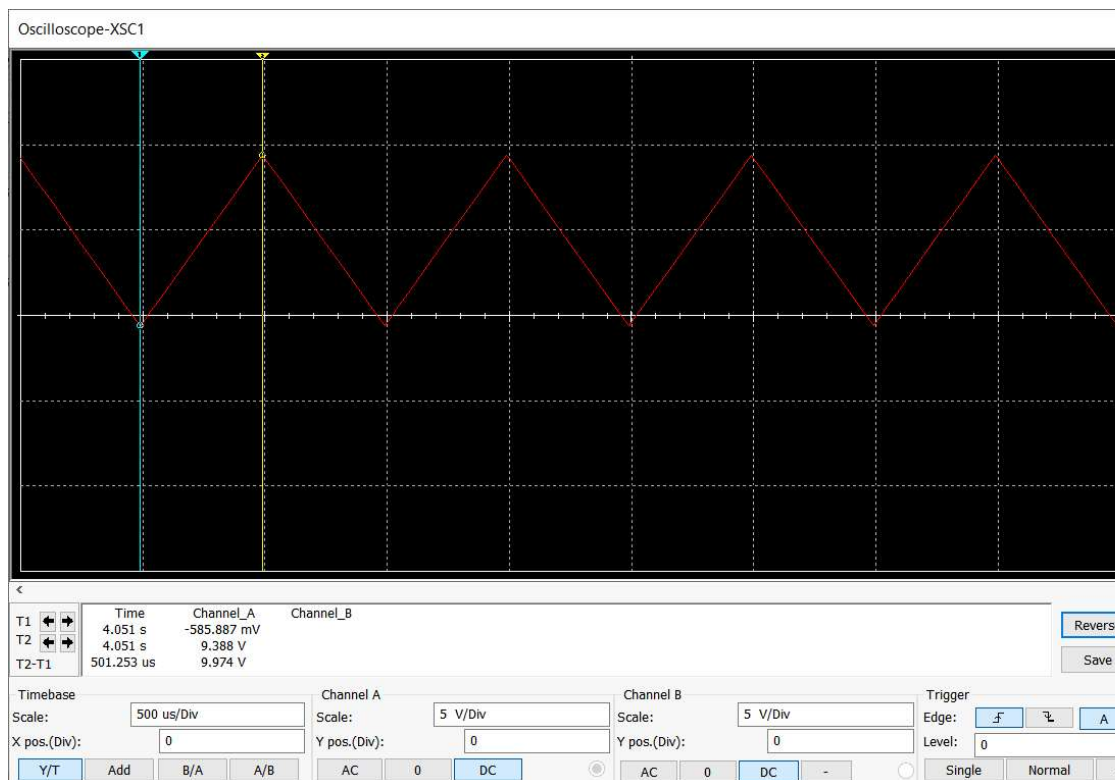 Oscilloscope-XSC1
1 2
<
T1 Time Channel_A Channel_B
4.051 s -585.887 mV
T2 4.051 s 9.388 V
T2-T1 501.253 us 9.974 V
Revers
Save
Timebase Channel A Channel B Trigger
Scale: 500 us/Div Scale: 5 V/Div Scale: 5 V/Div Edge: A
X pos.(Div): 0 Y pos.(Div): 0 Y pos.(Div): 0 Level: 0
Y/T Add B/A A/B AC 0 DC AC 0 DC - Single Normal